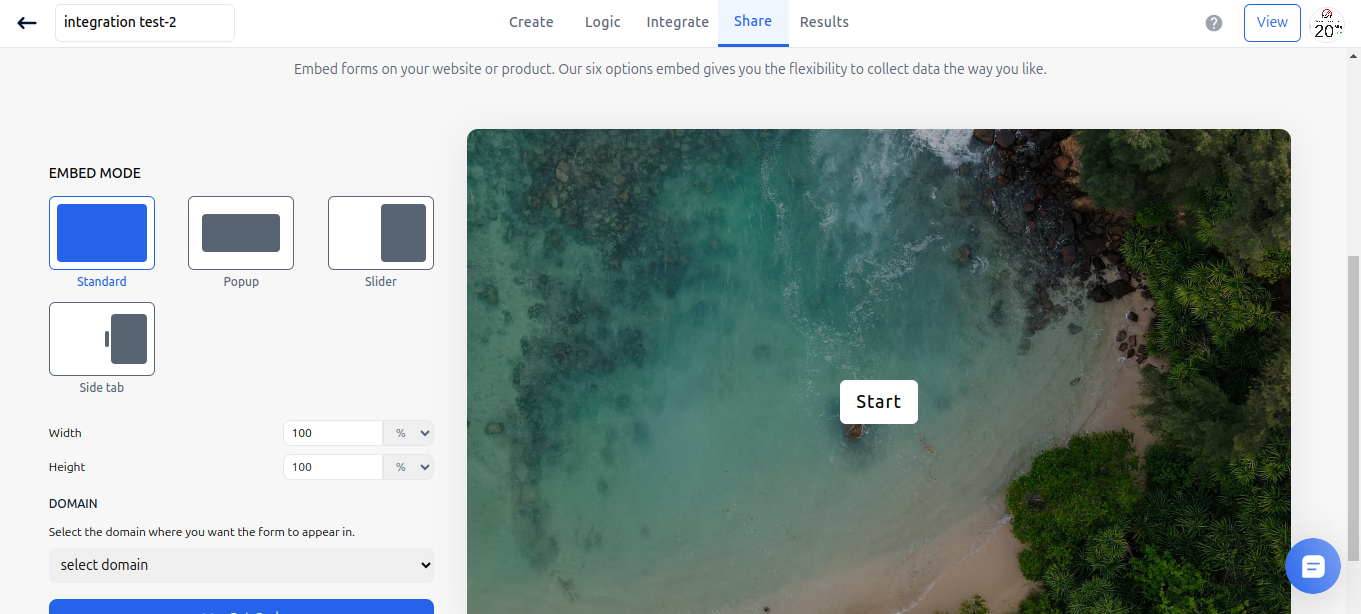 integration test-2
Create
Logic
Integrate
Share
Results
View
20
Embed forms on your website or product. Our six options embed gives you the flexibility to collect data the way you like.
EMBED MODE
Standard
Popup
Slider
Side tab
Width
100
%
Height
100
%
DOMAIN
Select the domain where you want the form to appear in.
select domain
Start